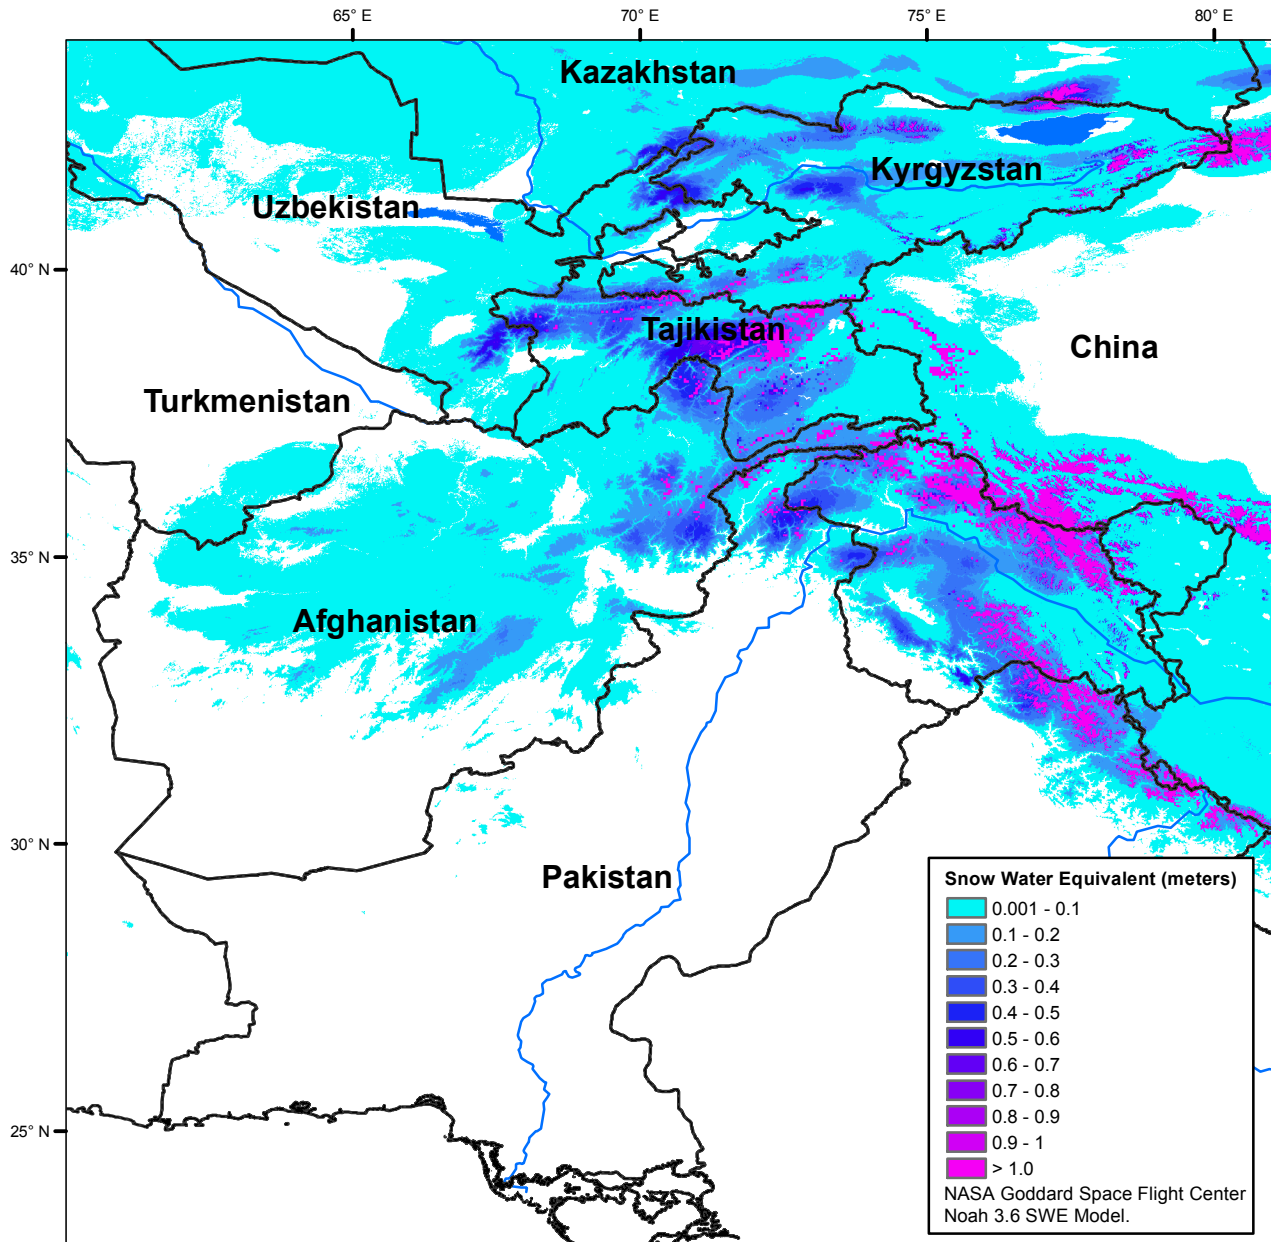 65° E
70° E
75° E
80° E
Kazakhstan
Kyrgyzstan
Uzbekistan
40° N
Tajikistan
China
Turkmenistan
35° N
Afghanistan
30° N
Pakistan
25° N
Snow Water Equivalent (meters)
0.001 - 0.1
0.1 - 0.2
0.2 - 0.3
0.3 - 0.4
0.4 - 0.5
0.5 - 0.6
0.6 - 0.7
0.7 - 0.8
0.8 - 0.9
0.9 - 1
> 1.0
NASA Goddard Space Flight Center
Noah 3.6 SWE Model.